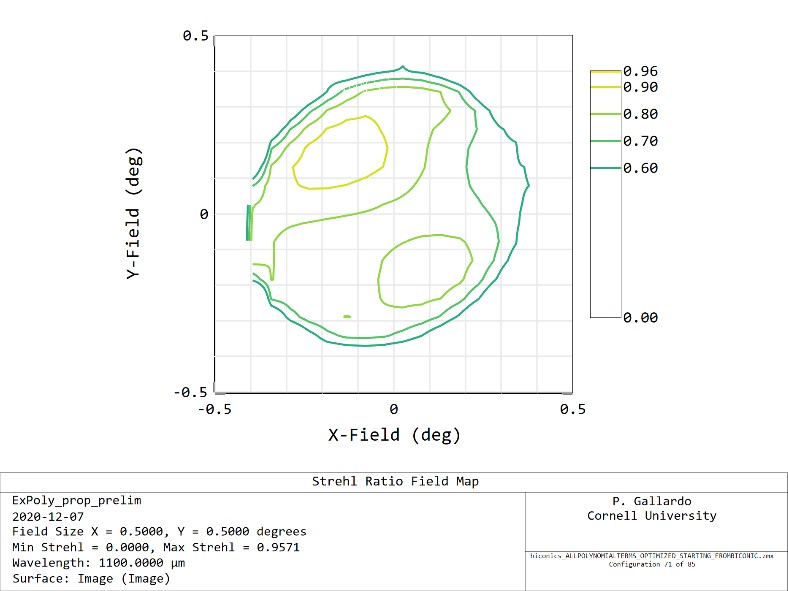 0.5
0
-0.5
-0.5
0
0.5
Y-Field (deg)
X-Field (deg)
0.96
0.90
0.80
0.70
0.60
0.00
Strehl Ratio Field Map
ExPoly_prop_prelim
2020-12-07
Field Size X = 0.5000, Y = 0.5000 degrees
Min Strehl = 0.0000, Max Strehl = 0.9571
Wavelength: 1100.0000 µm
Surface: Image (Image)
P. Gallardo
Cornell University
biconics_ALLPOLYNOMIALTERMS_OPTIMIZED_STARTING_FROMBICONIC.zmx
Configuration 71 of 85